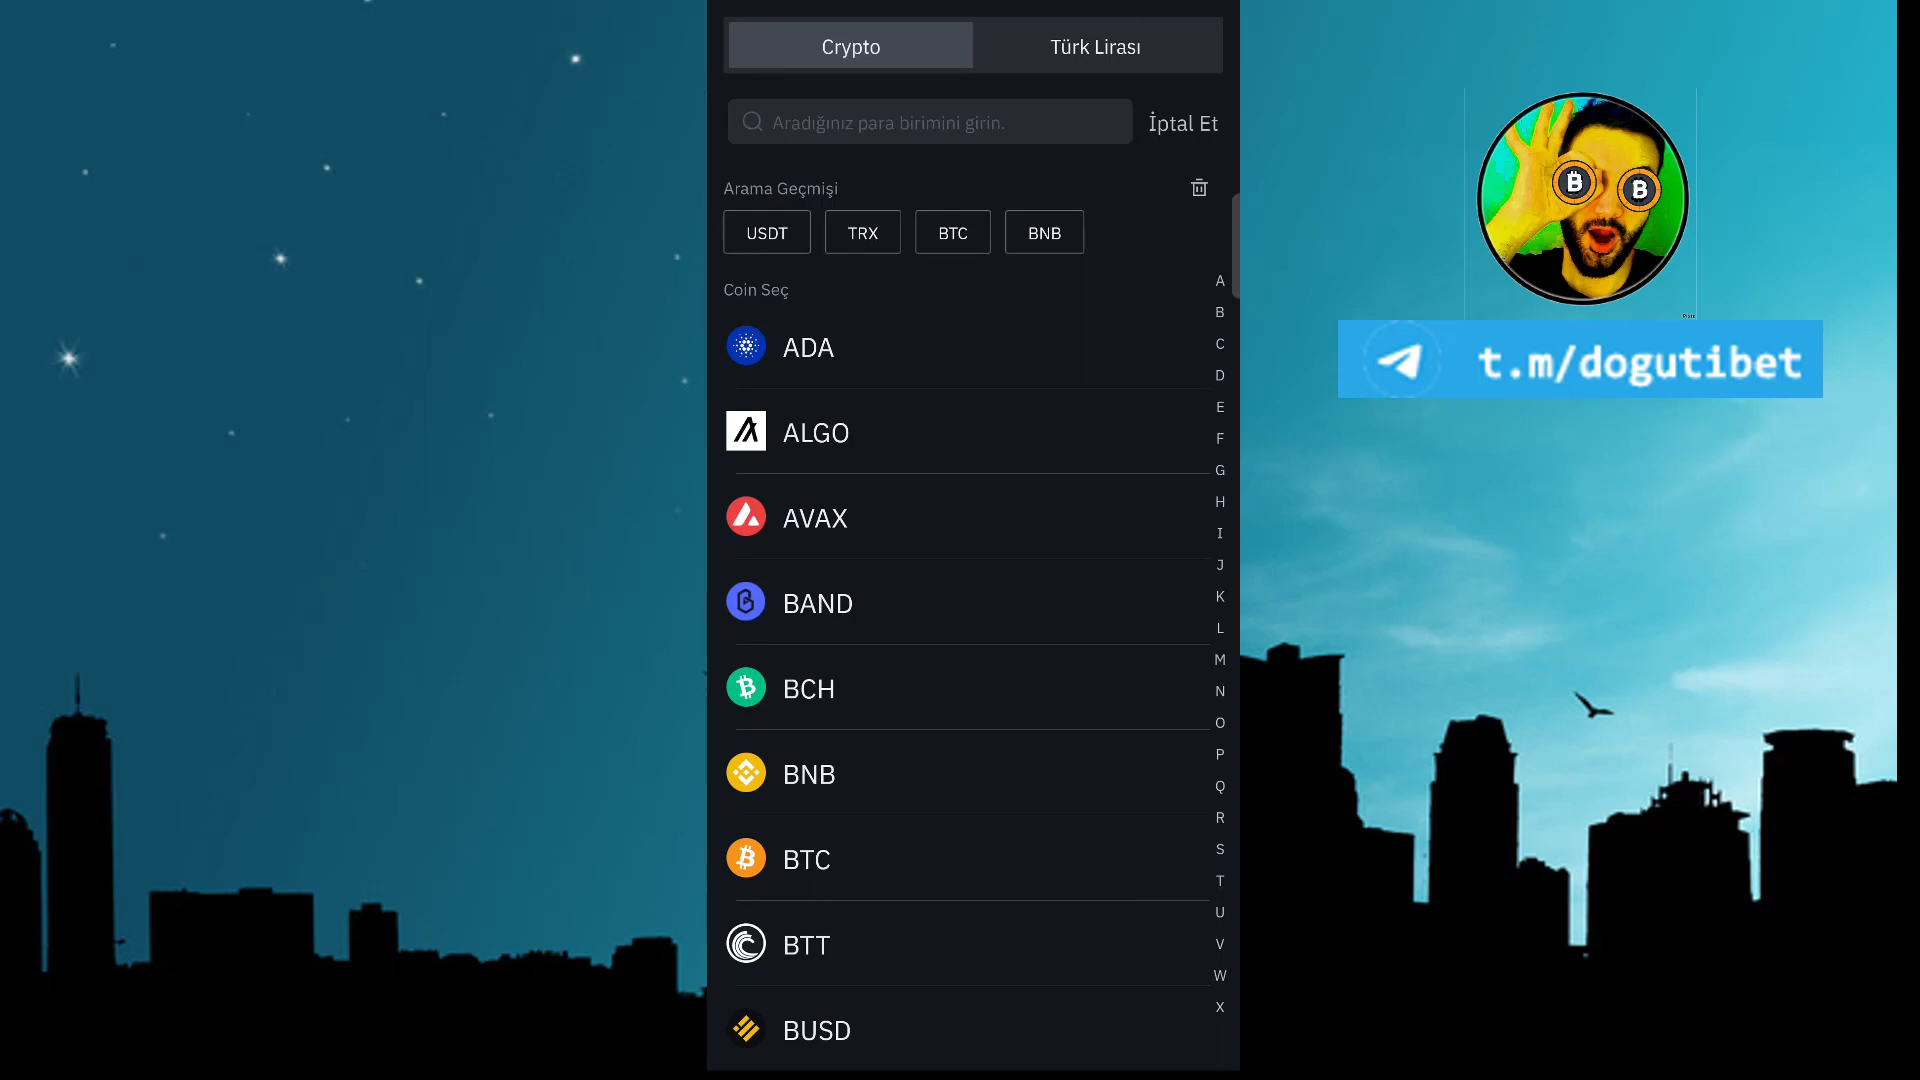 Crypto
Türk Lirası
Aradığınız para birimini girin.
İptal Et
Arama Geçmişi
USDT
TRX
BTC
BNB
Coin Seç
ADA
ALGO
AVAX
BAND
BCH
BNB
BTC
BTT
BUSD
A
B
C
D
E
F
G
H
I
J
K
L
M
N
O
P
Q
R
S
T
U
V
W
X
t.m/dogutibet